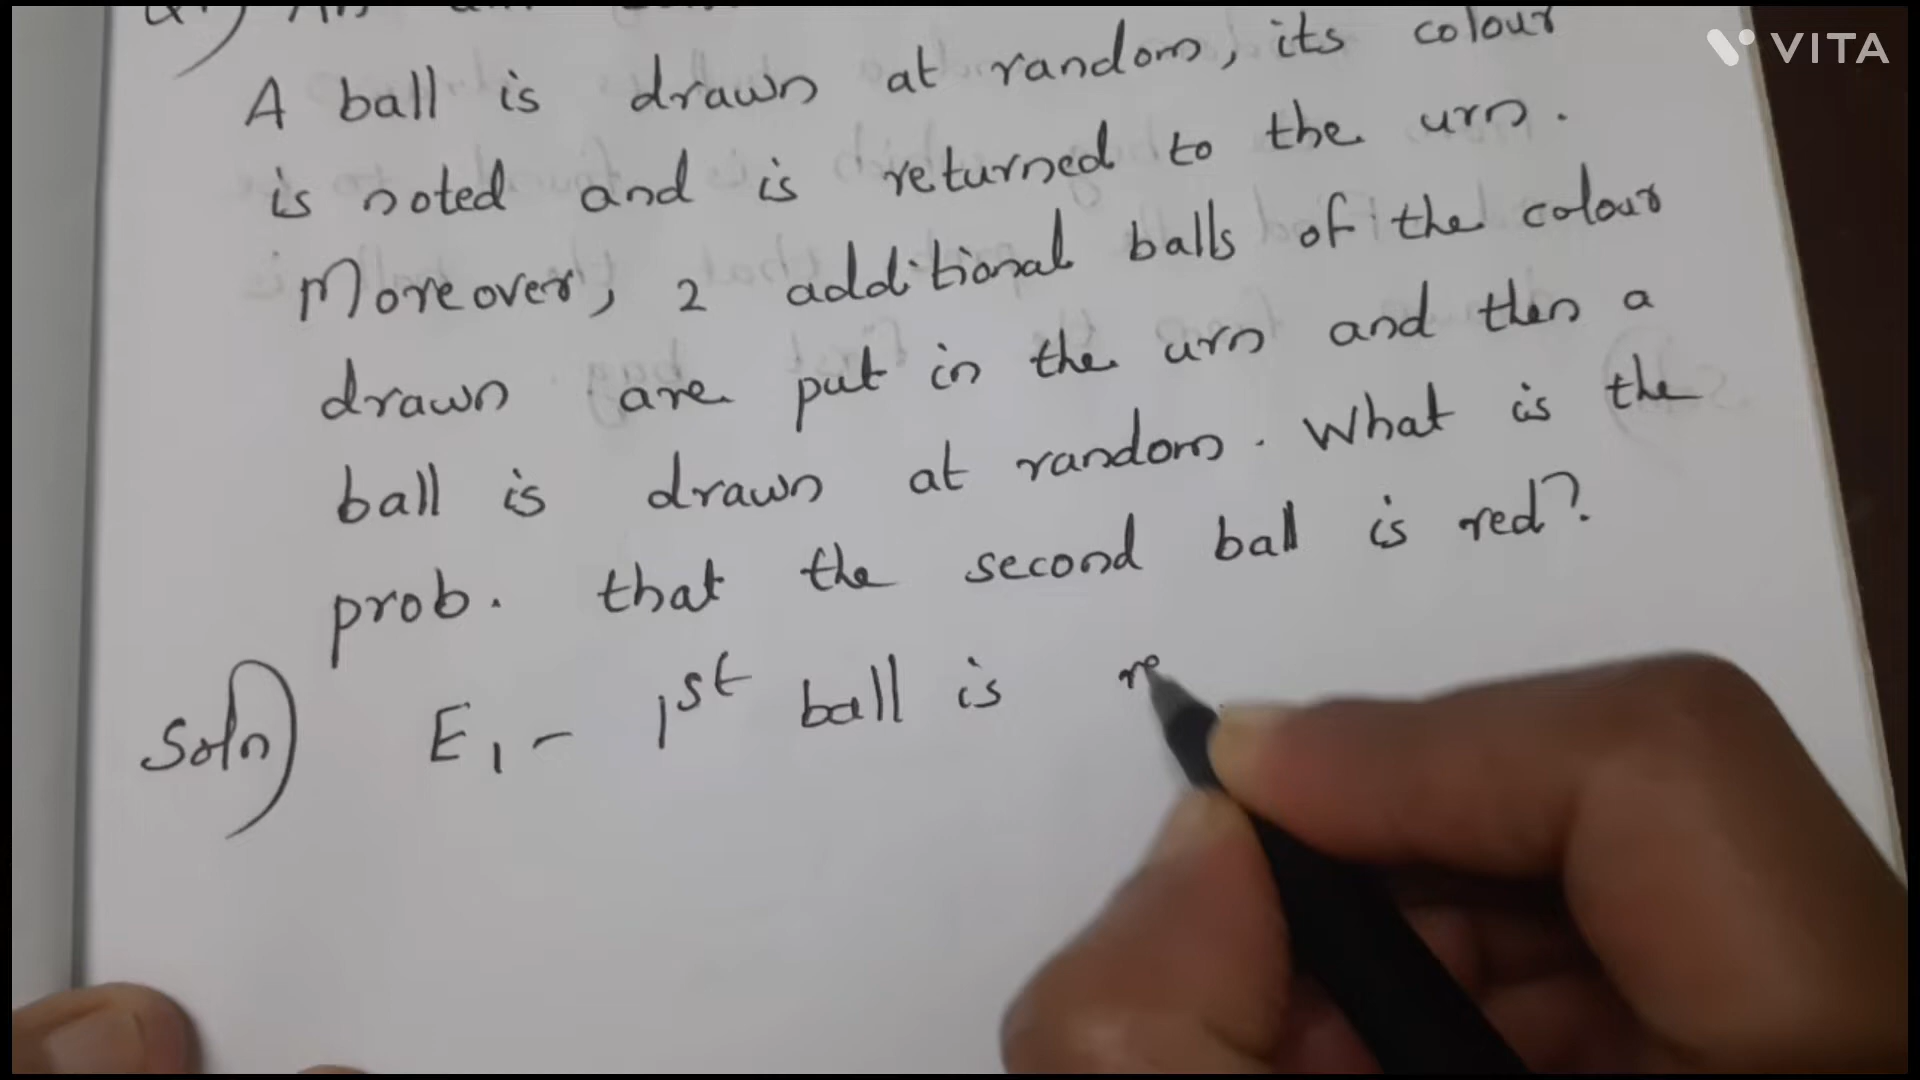 VITA
A ball is drawn at random, its colour
is noted and is returned to the urn.
Moreover, 2 additional balls of the colour
drawn are put in the urn and then a
ball is drawn at random. What is the
prob. that the second ball is red?
Soln) E1 - 1st ball is re